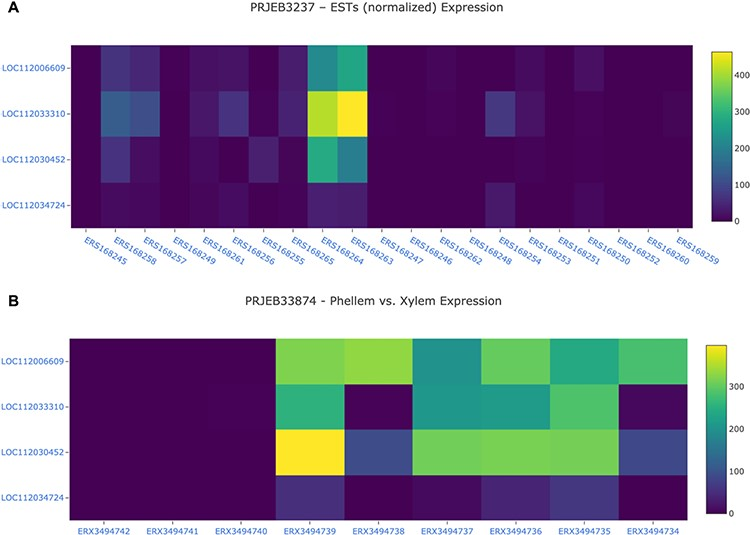 A
PRJEB3237 – ESTs (normalized) Expression
LOC112006609
LOC112033310
LOC112030452
LOC112034724
400
300
200
100
0
ERS168245 ERS168258 ERS168257 ERS168249 ERS168261 ERS168256 ERS168255 ERS168265 ERS168264 ERS168263 ERS168247 ERS168246 ERS168262 ERS168248 ERS168254 ERS168253 ERS168251 ERS168250 ERS168252 ERS168260 ERS168259
B
PRJEB33874 - Phellem vs. Xylem Expression
LOC112006609
LOC112033310
LOC112030452
LOC112034724
300
200
100
0
ERX3494742 ERX3494741 ERX3494740 ERX3494739 ERX3494738 ERX3494737 ERX3494736 ERX3494735 ERX3494734